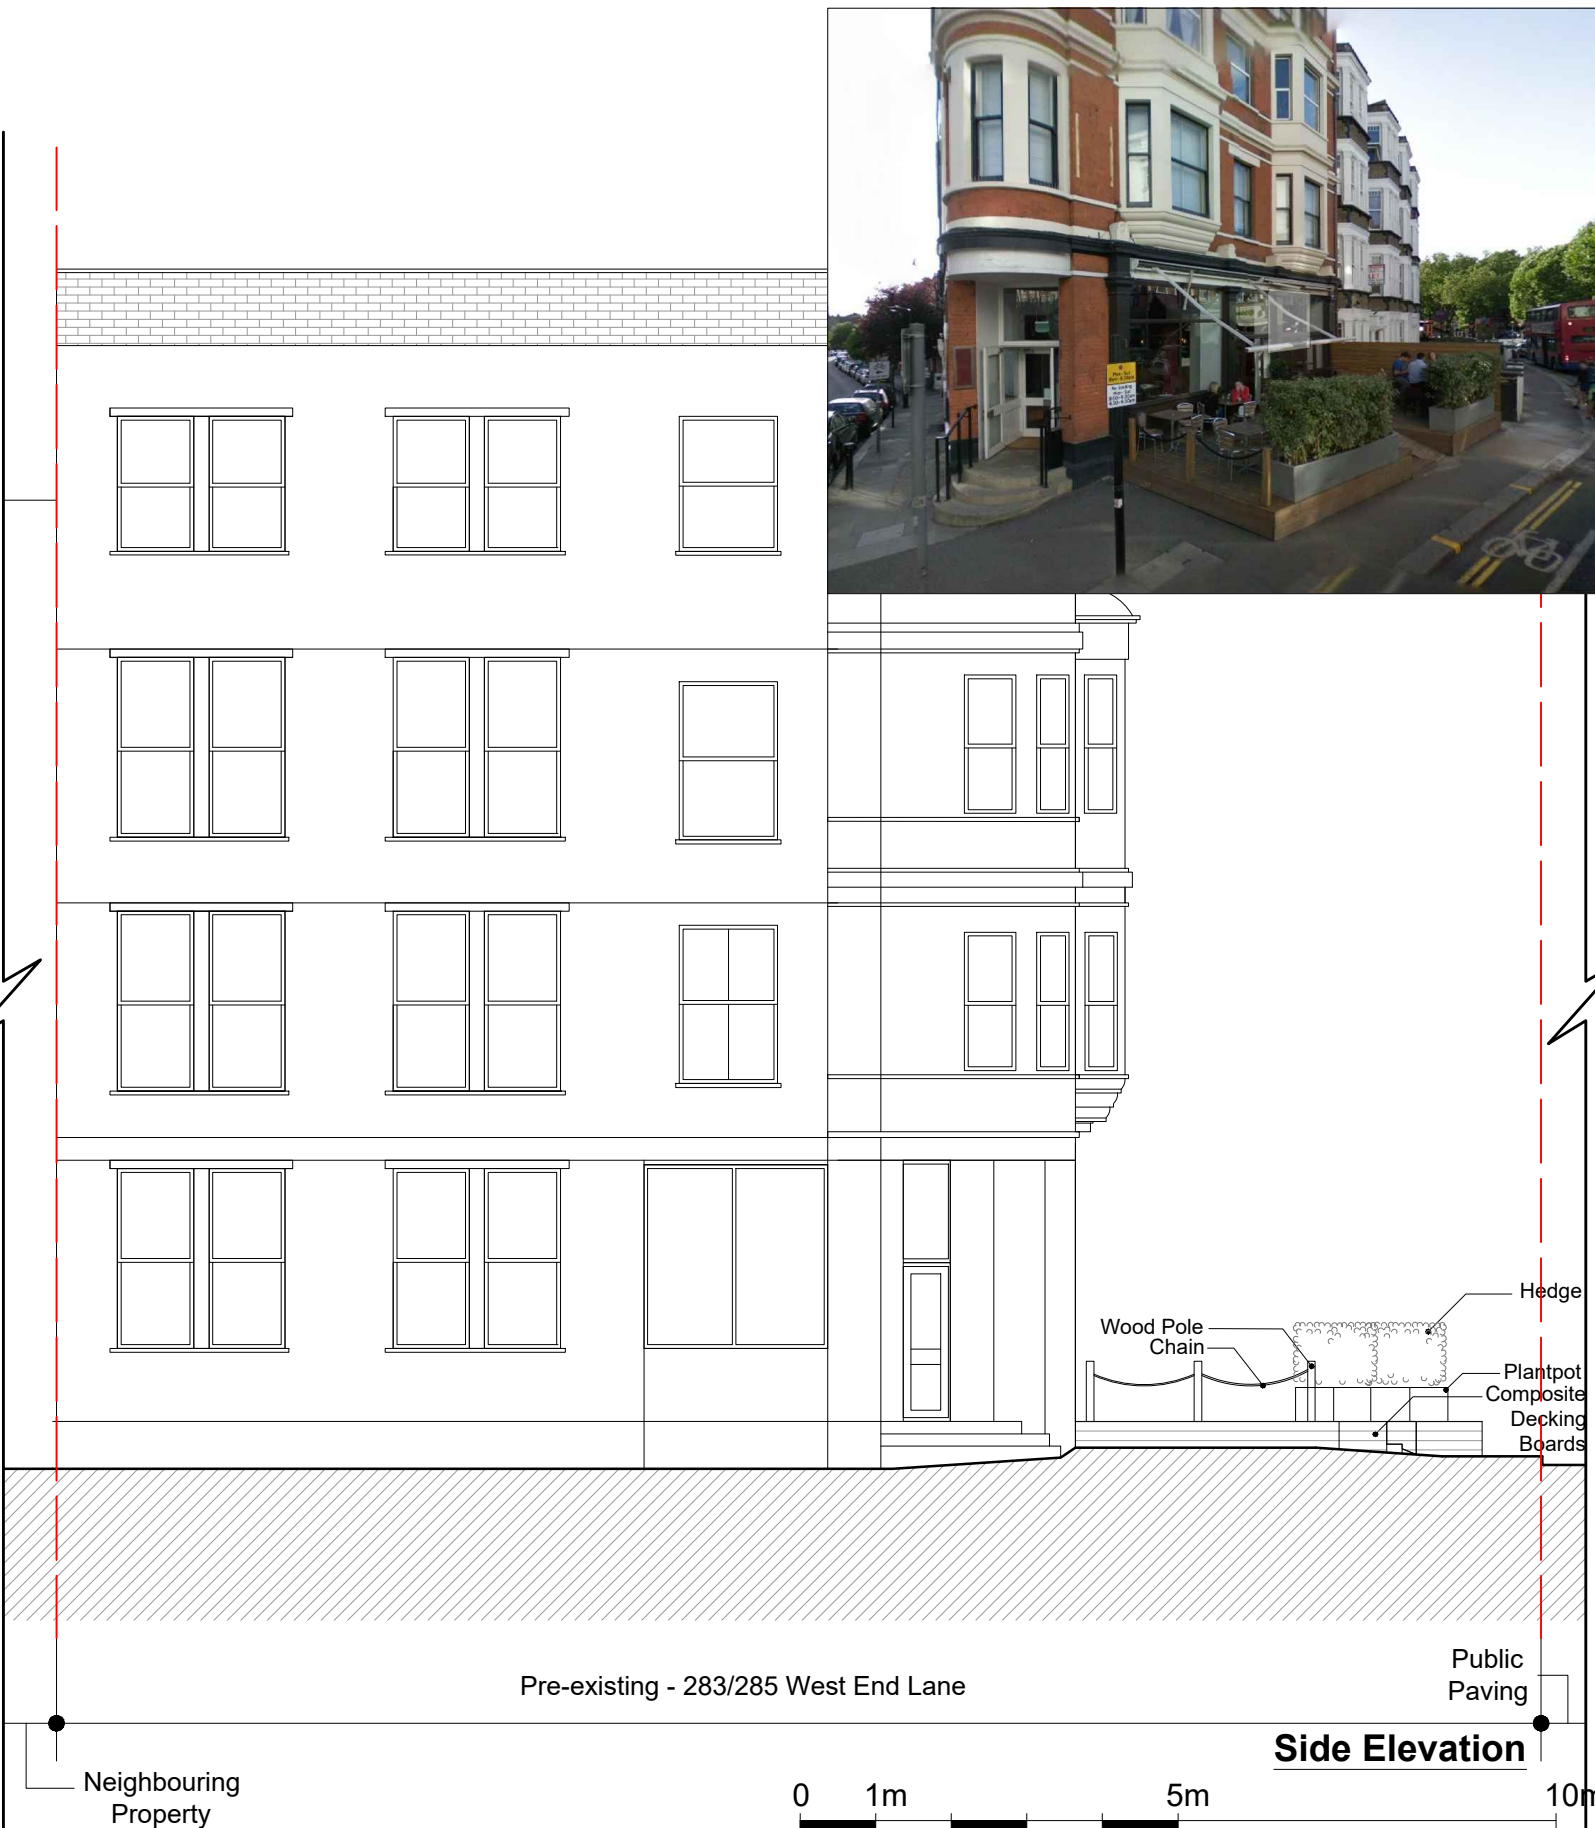 Hedge
Wood Pole
Chain
Plantpot
Composite
Decking
Boards
Pre-existing - 283/285 West End Lane
Public
Paving
Side Elevation
Neighbouring
Property
0 1m 5m 10m